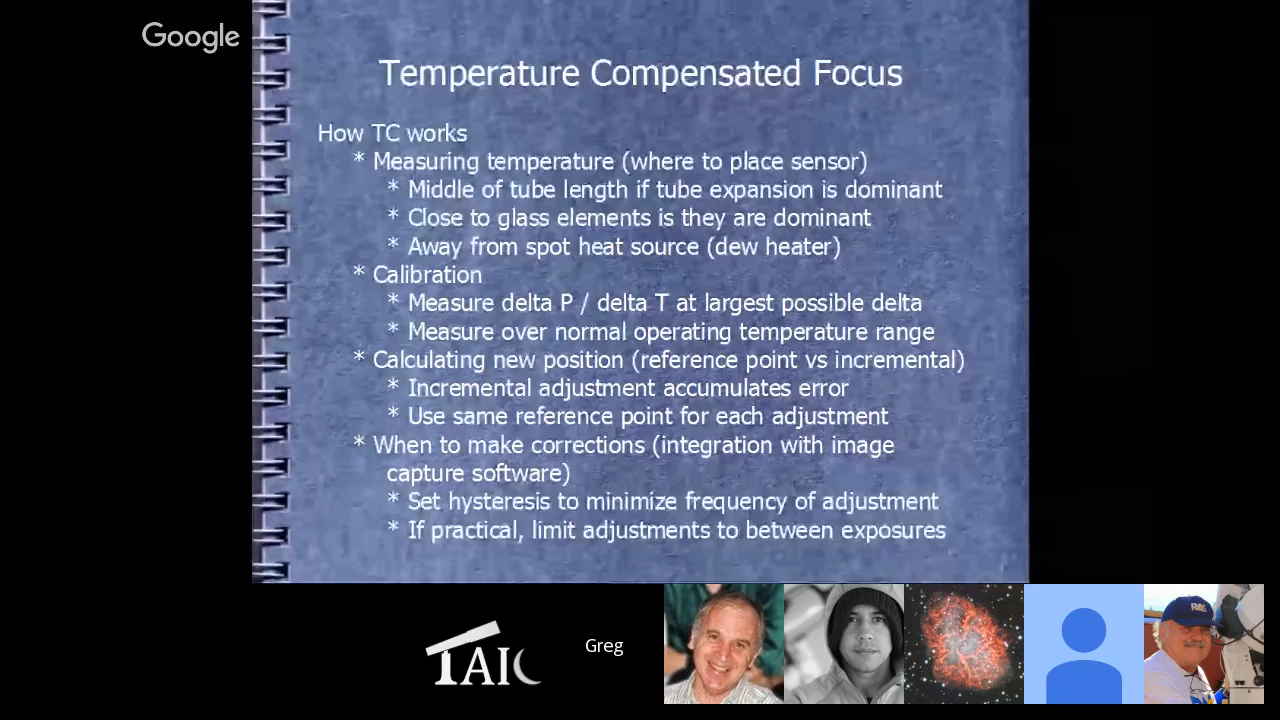 Google
Temperature Compensated Focus
How TC works
* Measuring temperature (where to place sensor)
* Middle of tube length if tube expansion is dominant
* Close to glass elements is they are dominant
* Away from spot heat source (dew heater)
* Calibration
* Measure delta P / delta T at largest possible delta
* Measure over normal operating temperature range
* Calculating new position (reference point vs incremental)
* Incremental adjustment accumulates error
* Use same reference point for each adjustment
* When to make corrections (integration with image
capture software)
* Set hysteresis to minimize frequency of adjustment
* If practical, limit adjustments to between exposures
TAIC
Greg
RAS